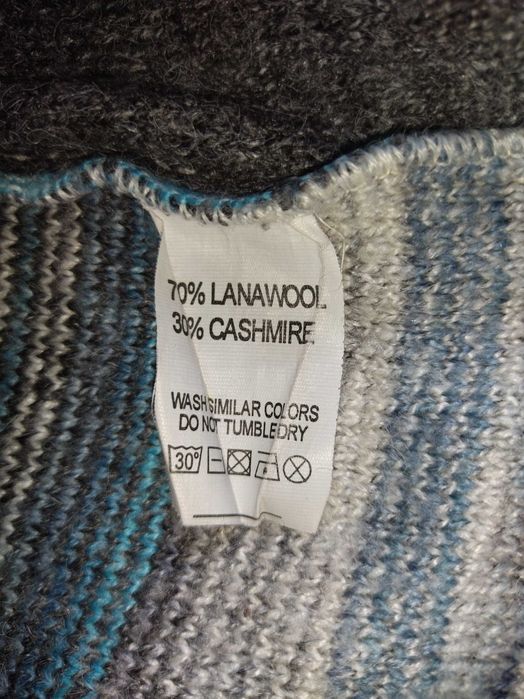 70% LANAWOOL
30% CASHMIRE
WASH SIMILAR COLORS
DO NOT TUMBLEDRY
30°